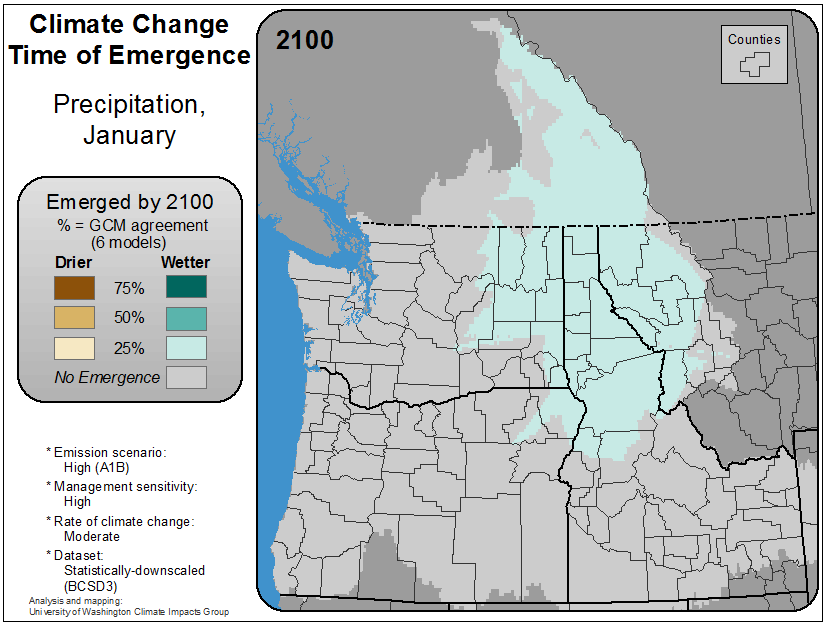 Climate Change
Time of Emergence
Precipitation,
January
Emerged by 2100
% = GCM agreement
(6 models)
Drier Wetter
75%
50%
25%
No Emergence
* Emission scenario:
High (A1B)
* Management sensitivity:
High
* Rate of climate change:
Moderate
* Dataset:
Statistically-downscaled
(BCSD3)
Analysis and mapping:
University of Washington Climate Impacts Group
2100
Counties